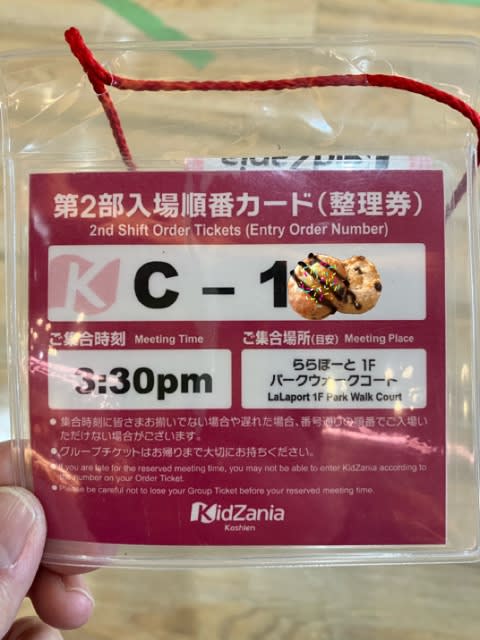 第2部入場順番カード(整理券)
2nd Shift Order Tickets (Entry Order Number)
C – 1
ご集合時刻 Meeting Time
3:30pm
ご集合場所(目安) Meeting Place
ららぽーと 1F
パークウォークコート
LaLaport 1F Park Walk Court
● 集合時刻に皆さまお揃いでない場合や遅れた場合、番号通りの順番でご入場い
ただけない場合がございます。
● グループチケットはお帰りまで大切にお持ちください。
● If you are late for the reserved meeting time, you may not be able to enter KidZania according to
the number on your Order Ticket.
● Please be careful not to lose your Group Ticket before your reserved meeting time.
KidZania
Koshien